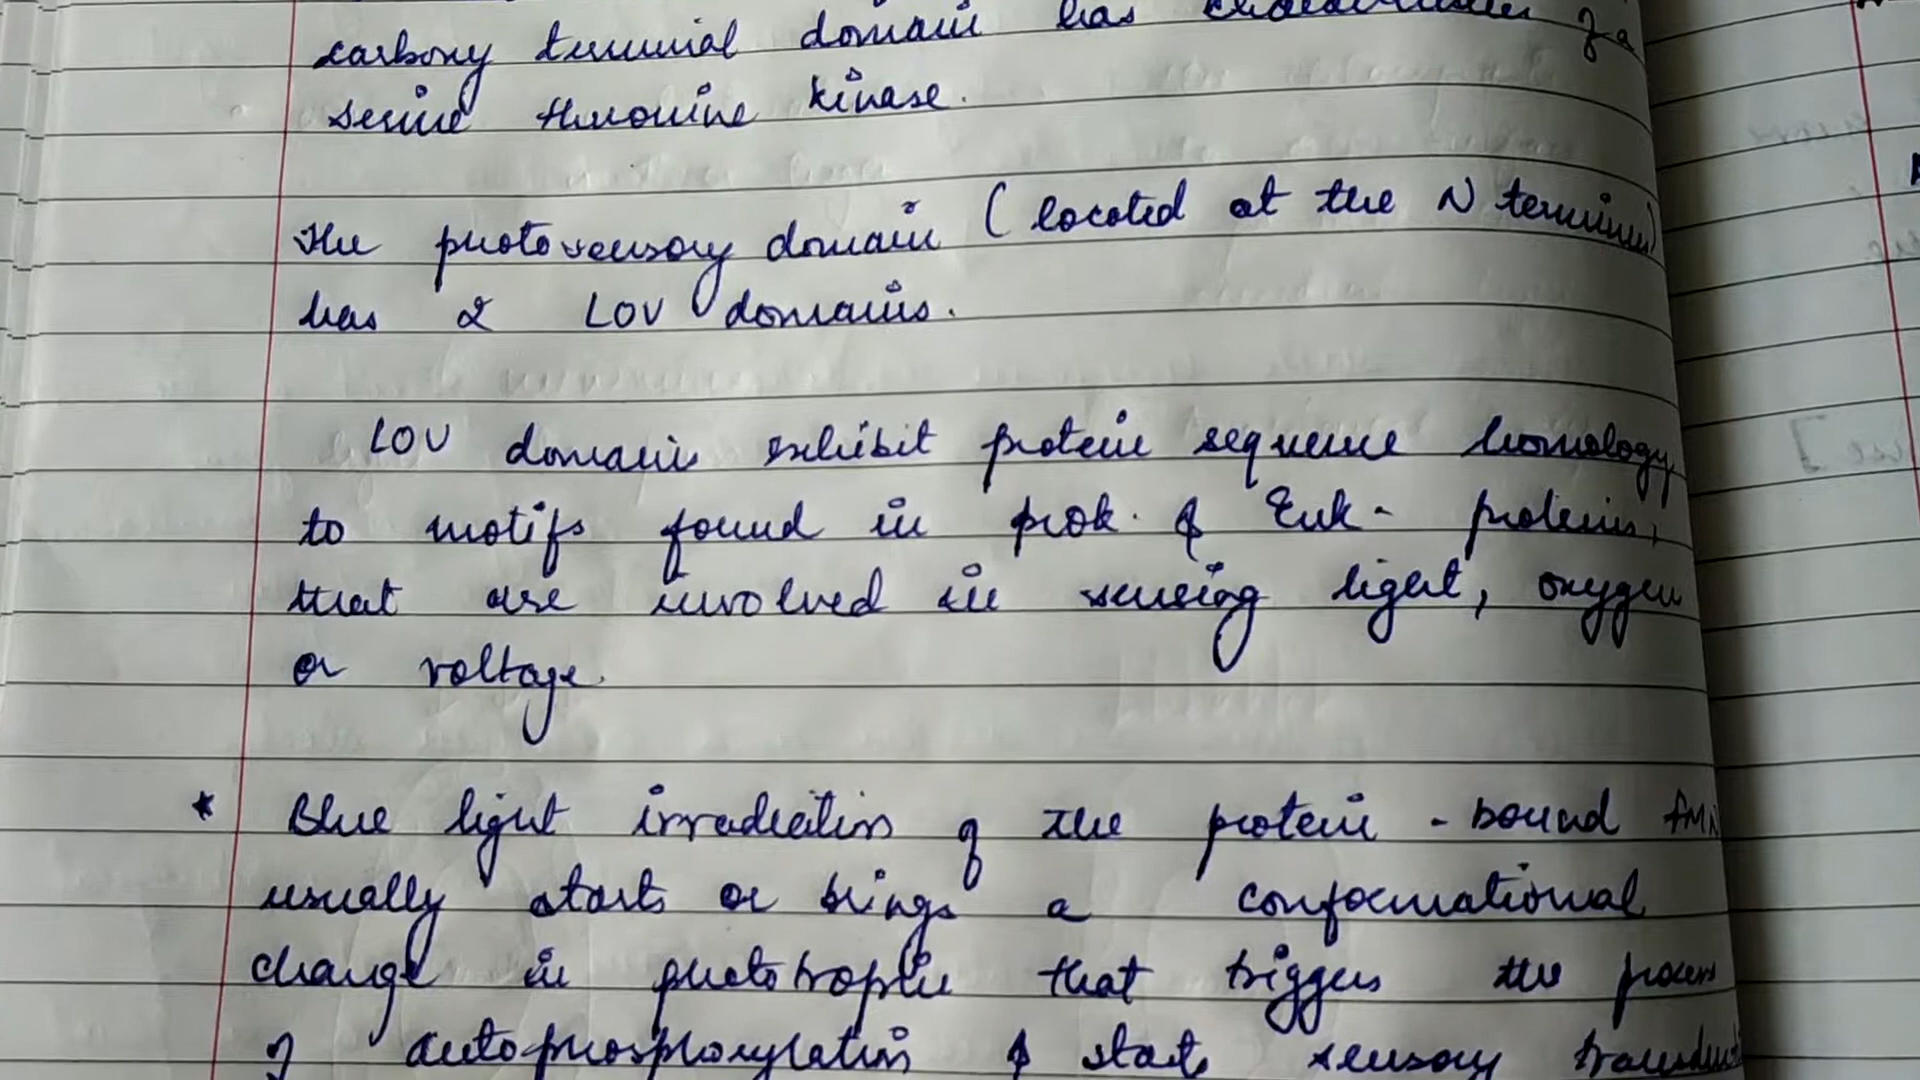 carbony terminal domain has characteristics of a
serine threonine kinase.
The photosensory domain (located at the N terminus)
has 2 LOV domains.
LOV domains exhibit protein sequence homology
to motifs found in prok. & Euk- proteins,
that are involved in sensing light, oxygen
or voltage.
* Blue light irradiation of the protein - bound FMN
usually starts or brings a conformational
change in phototropin that triggers the process
of autophosphorylation & starts sensory